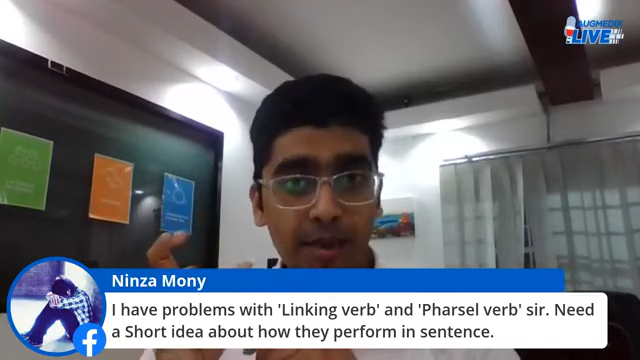 AUGMEDIX
LIVE
Ninza Mony
I have problems with 'Linking verb' and 'Pharsel verb' sir. Need
a Short idea about how they perform in sentence.